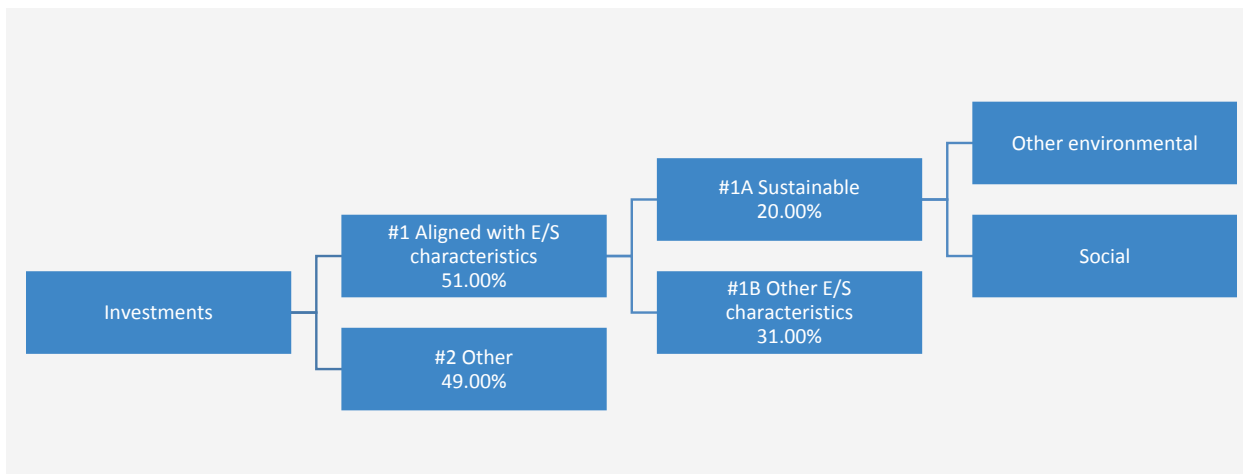 Investments
#1 Aligned with E/S
characteristics
51.00%
#2 Other
49.00%
#1A Sustainable
20.00%
#1B Other E/S
characteristics
31.00%
Other environmental
Social